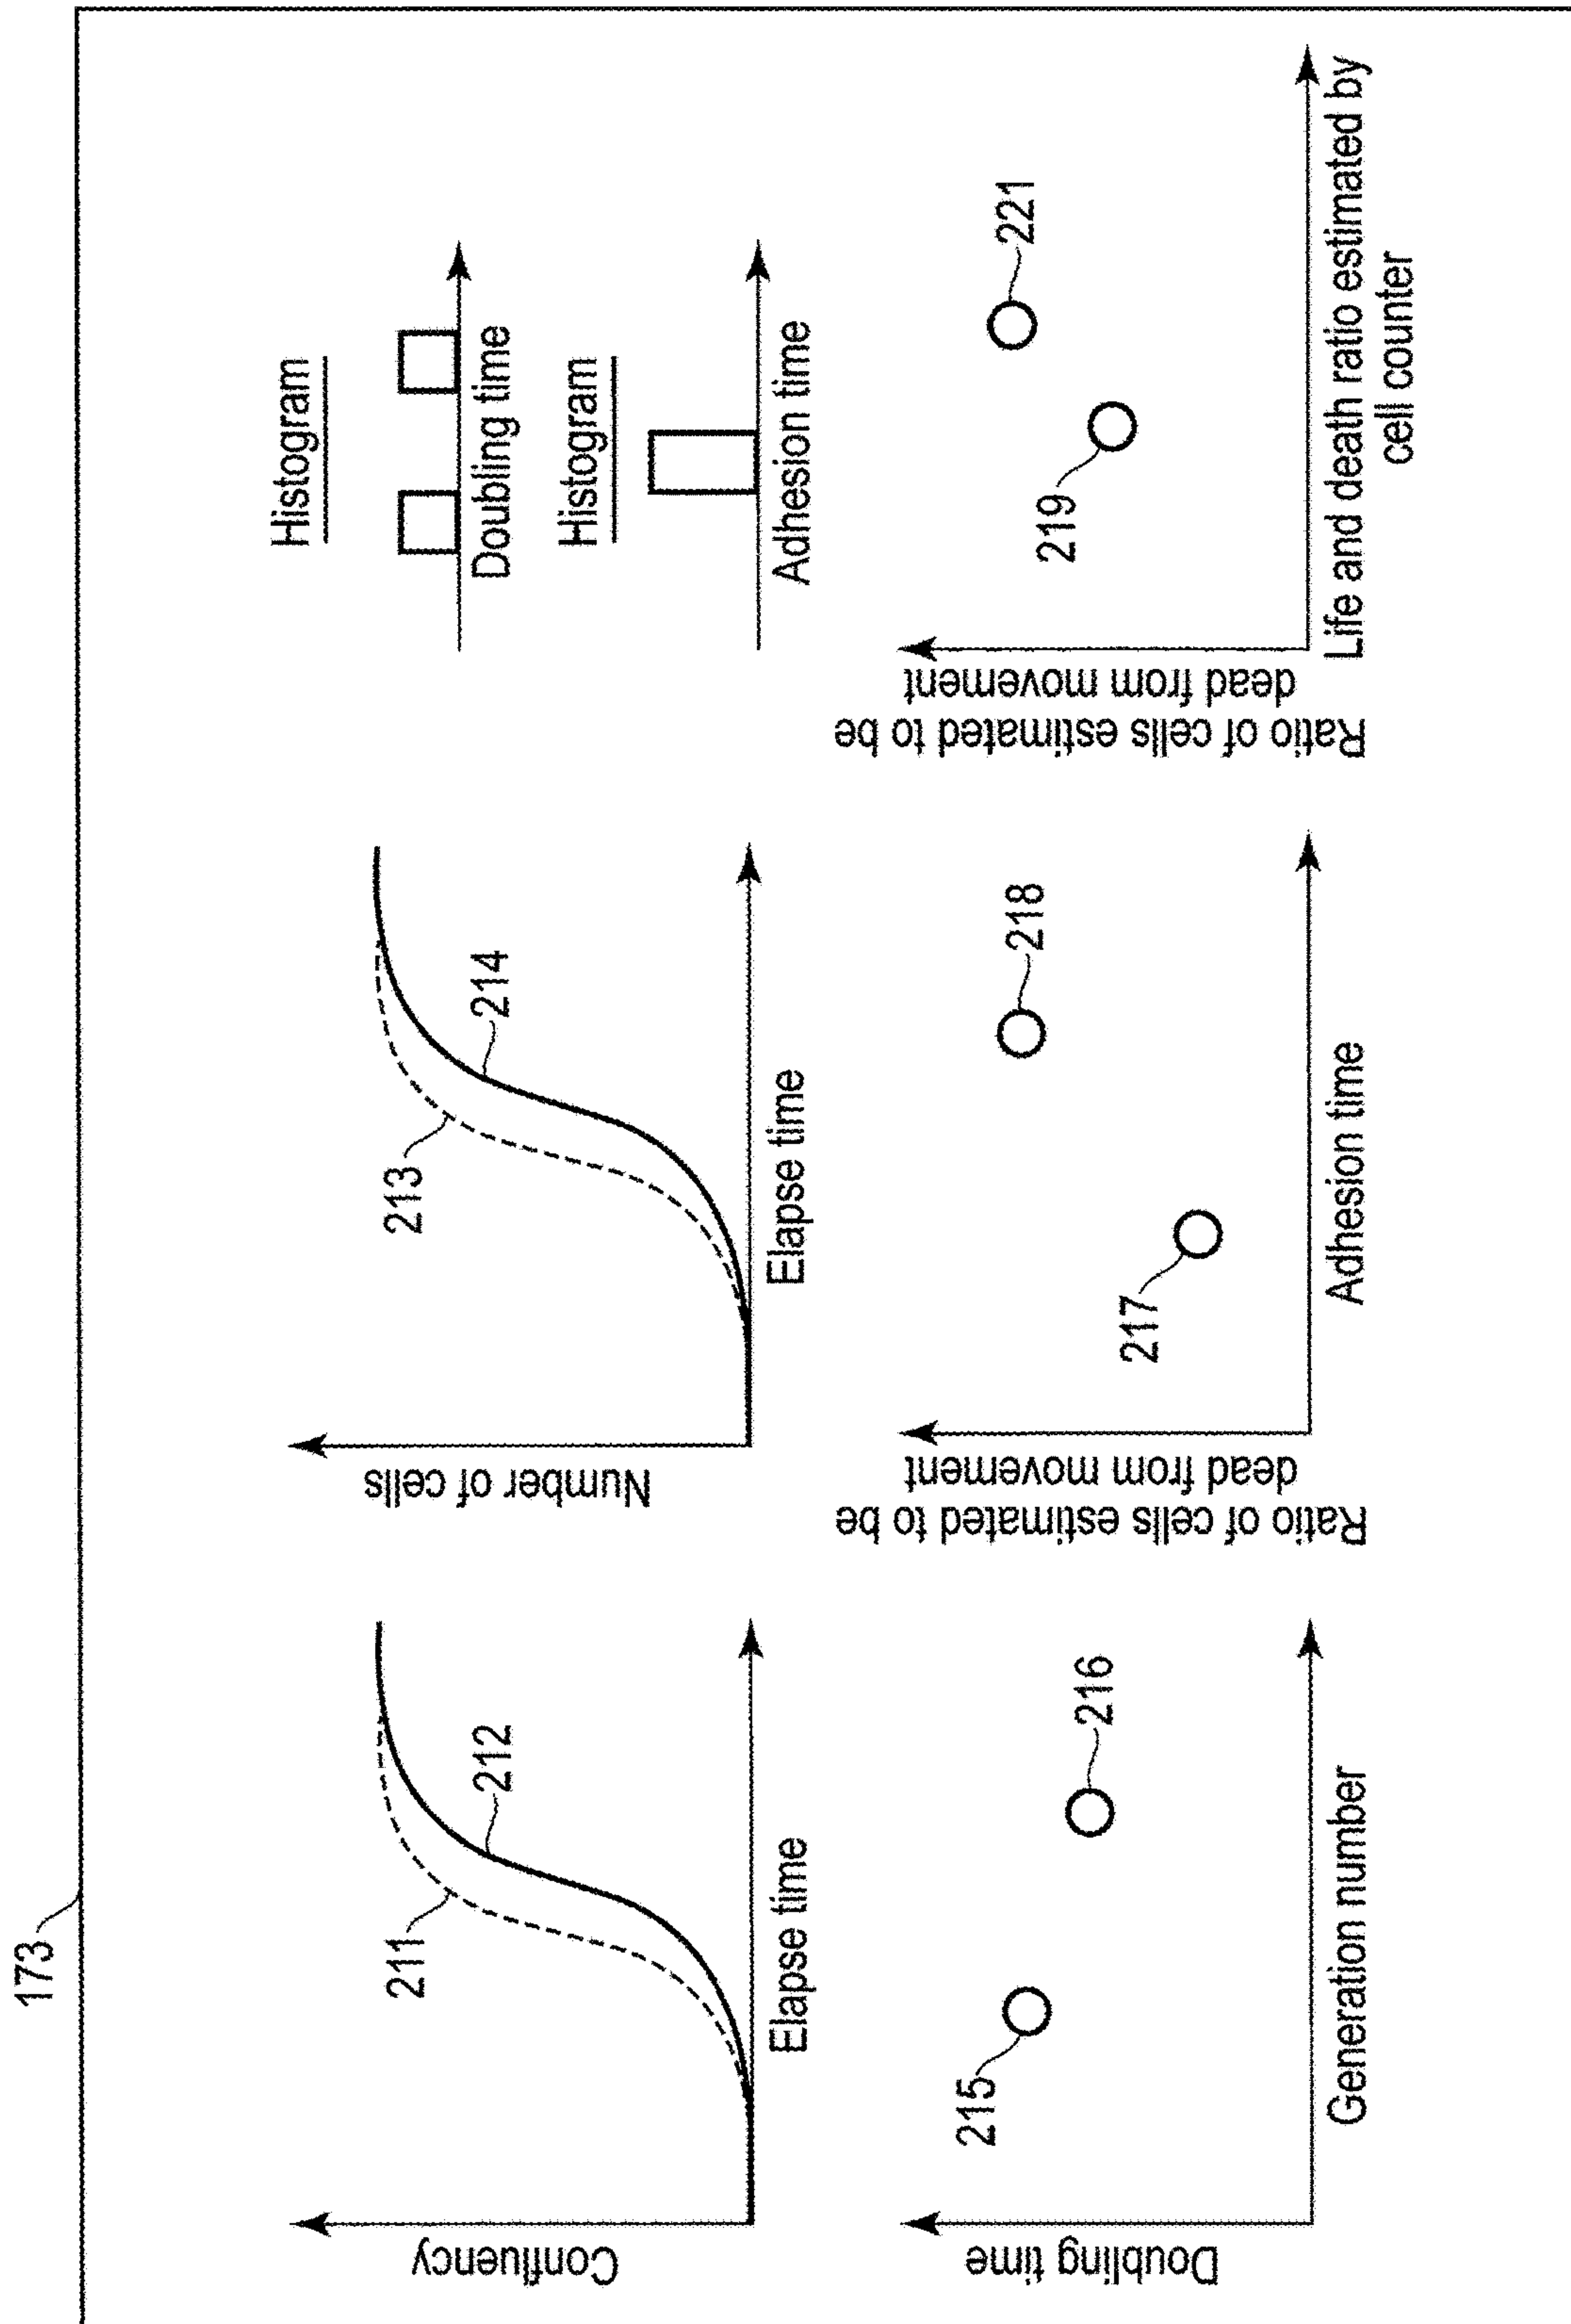 173
Confluency
211
212
Elapse time
Number of cells
213
214
Elapse time
Histogram
Doubling time
Histogram
Adhesion time
Doubling time
215
216
Generation number
Ratio of cells estimated to be
dead from movement
217
218
Adhesion time
Ratio of cells estimated to be
dead from movement
219
221
Life and death ratio estimated by
cell counter